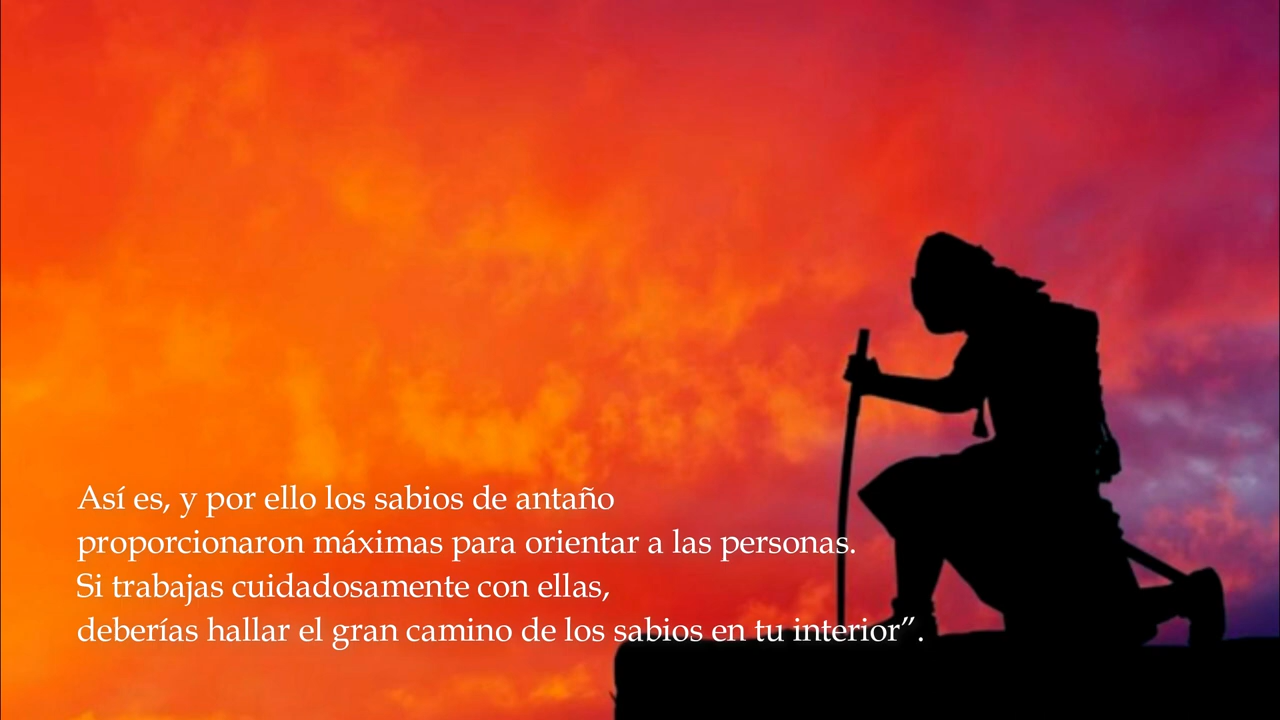 Así es, y por ello los sabios de antaño
proporcionaron máximas para orientar a las personas.
Si trabajas cuidadosamente con ellas,
deberías hallar el gran camino de los sabios en tu interior”.